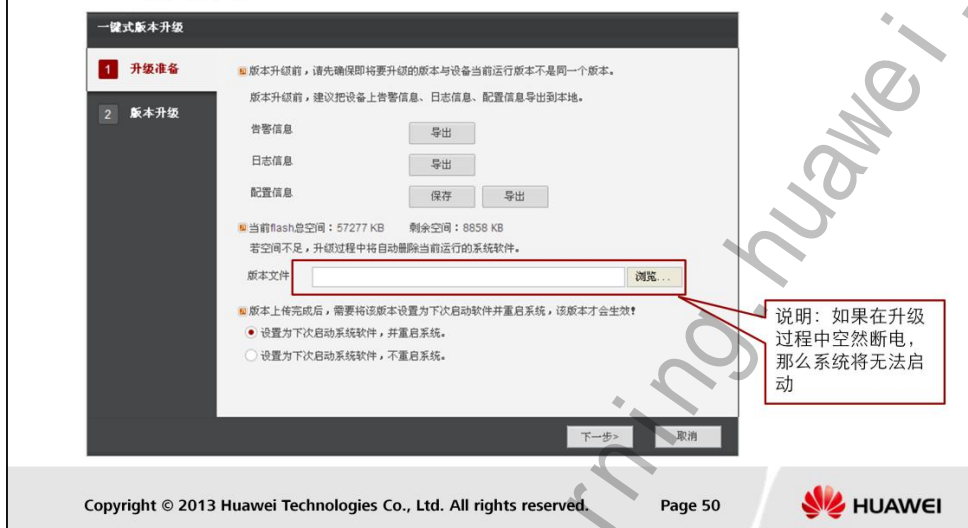 一键式版本升级
1 升级准备
2 版本升级
版本升级前，请先确保即将要升级的版本与设备当前运行版本不是同一个版本。
版本升级前，建议把设备上告警信息、日志信息、配置信息导出到本地。
告警信息 导出
日志信息 导出
配置信息 保存 导出
当前flash总空间：57277 KB 剩余空间：8858 KB
若空间不足，升级过程中将自动删除当前运行的系统软件。
版本文件 浏览...
版本上传完成后，需要将该版本设置为下次启动软件并重启系统，该版本才会生效!
设置为下次启动系统软件，并重启系统。
设置为下次启动系统软件，不重启系统。
下一步> 取消
说明：如果在升级
过程中空然断电，
那么系统将无法启
动
rning.huawei.
Copyright © 2013 Huawei Technologies Co., Ltd. All rights reserved. Page 50 HUAWEI